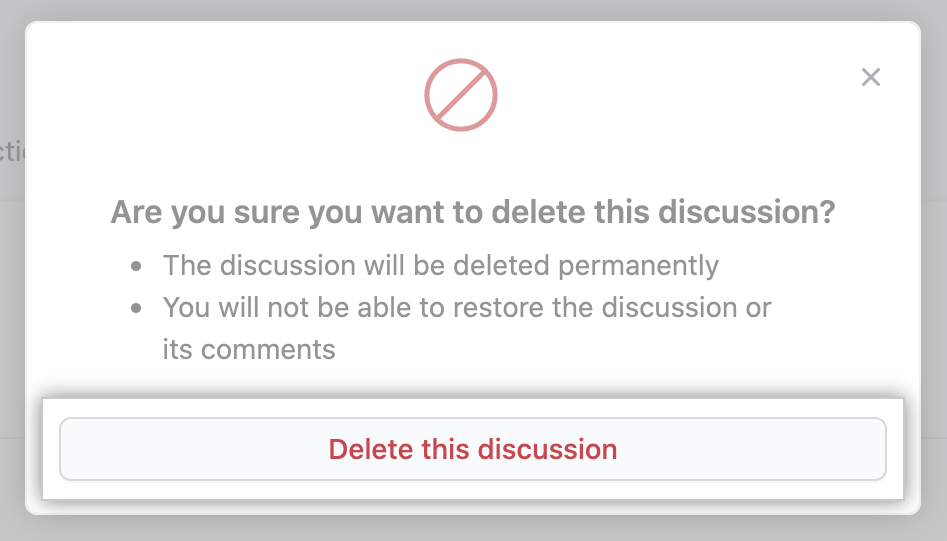 Are you sure you want to delete this discussion?
The discussion will be deleted permanently
You will not be able to restore the discussion or
its comments
Delete this discussion